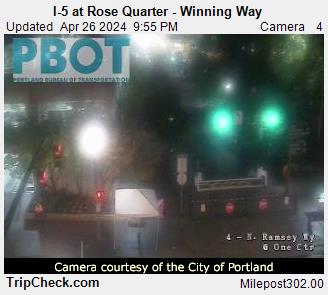 I-5 at Rose Quarter - Winning Way
Updated Apr 26 2024 9:55 PM Camera 4
PBOT
PORTLAND BUREAU OF TRANSPORTATION
4 - N. Ramsey Wy
@ One Ctr
Camera courtesy of the City of Portland
TripCheck.com Milepost302.00